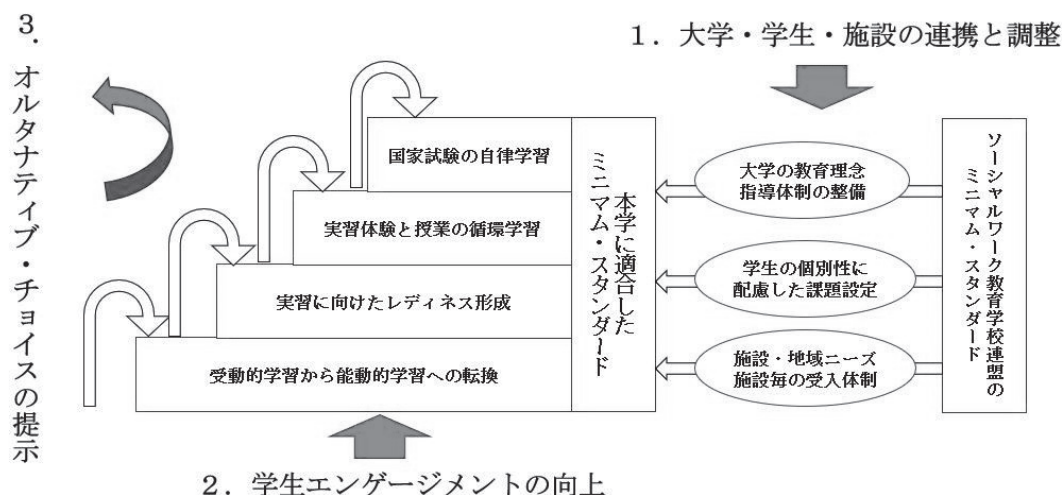 1．大学・学生・施設の連携と調整
3．オルタナティブ・チョイスの提示
国家試験の自律学習
実習体験と授業の循環学習
実習に向けたレディネス形成
受動的学習から能動的学習への転換
本学に適合した
ミニマム・スタンダード
大学の教育理念
指導体制の整備
学生の個別性に
配慮した課題設定
施設・地域ニーズ
施設毎の受入体制
ソーシャルワーク教育学校連盟の
ミニマム・スタンダード
2．学生エンゲージメントの向上